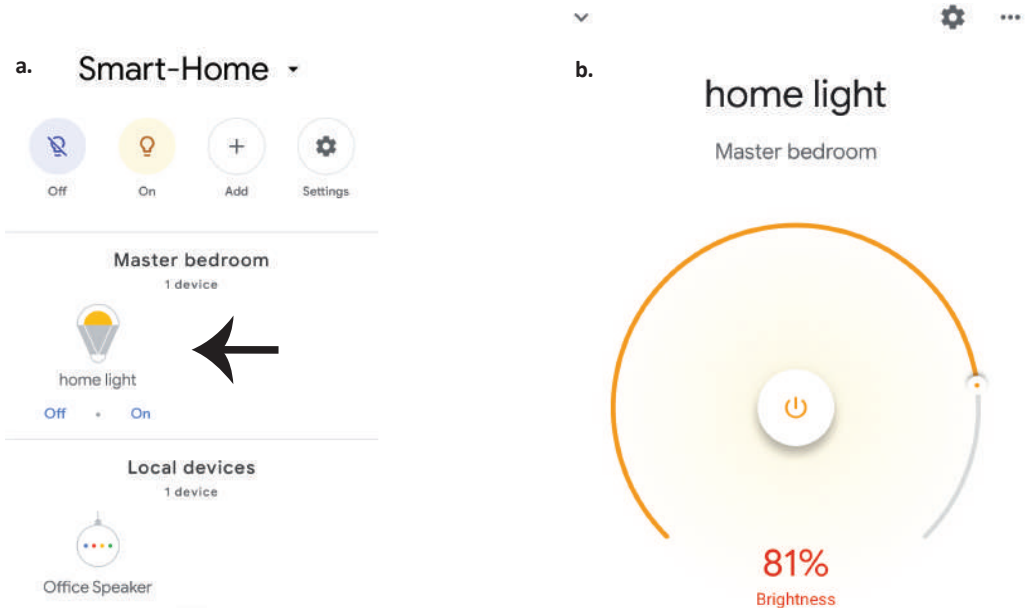 a.
Smart-Home
Off
On
Add
Settings
Master bedroom
1 device
home light
Off • On
Local devices
1 device
Office Speaker
b.
home light
Master bedroom
81%
Brightness